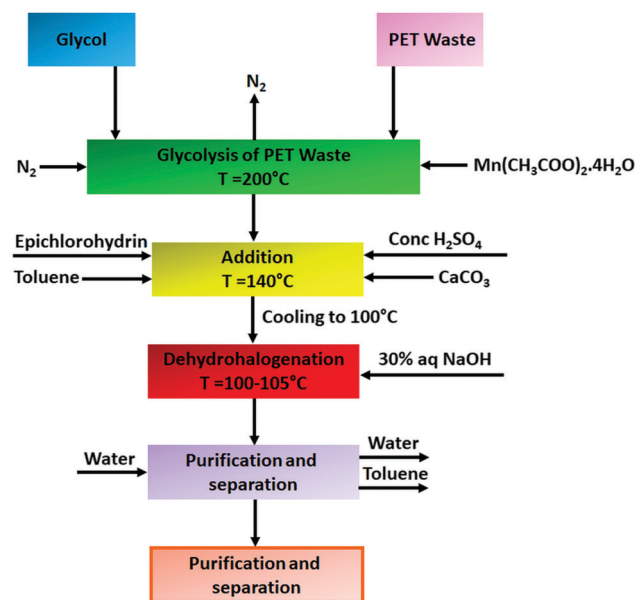 Glycol
PET Waste
N₂
Glycolysis of PET Waste
T =200°C
N₂
Mn(CH₃COO)₂.4H₂O
Epichlorohydrin
Conc H₂SO₄
Addition
T =140°C
Toluene
CaCO₃
Cooling to 100°C
Dehydrohalogenation
T =100-105°C
30% aq NaOH
Water
Purification and
separation
Water
Toluene
Purification and
separation